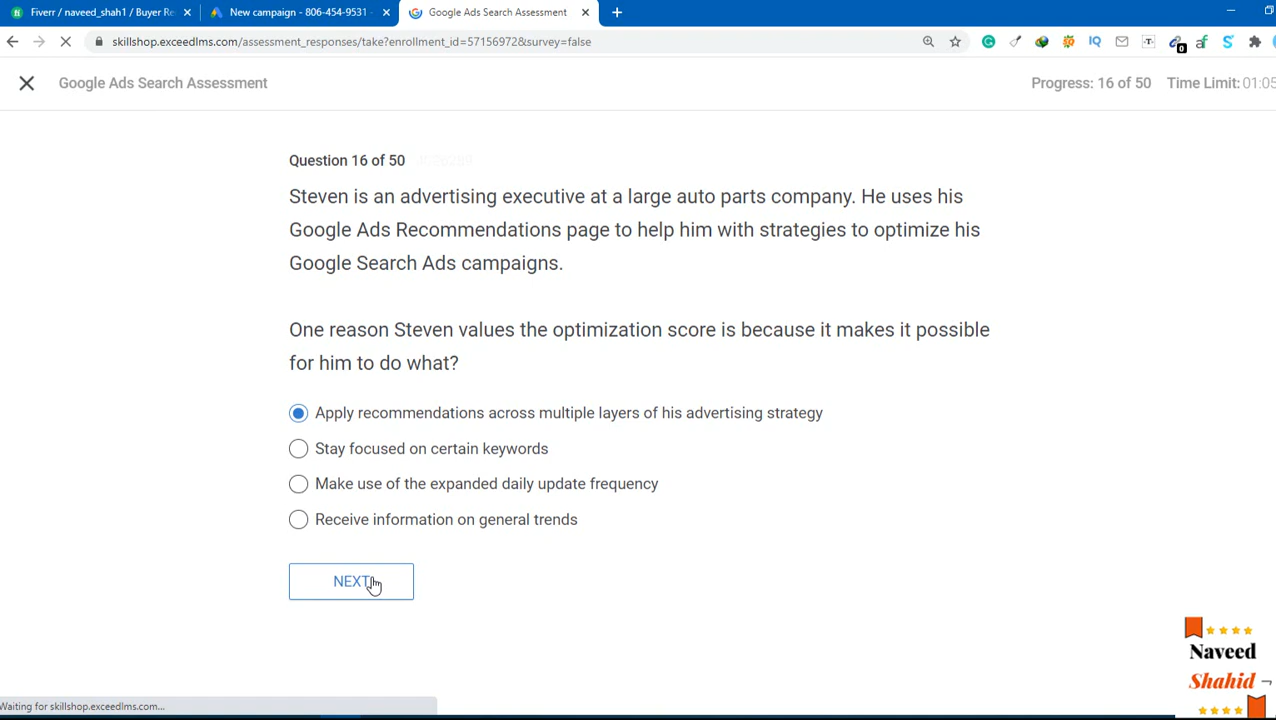 Fiverr / naveed_shah1 / Buyer Re
New campaign - 806-454-9531 -
Google Ads Search Assessment
skillshop.exceedlms.com/assessment_responses/take?enrollment_id=57156972&survey=false
Google Ads Search Assessment
Progress: 16 of 50 Time Limit: 01:05
Question 16 of 50
Steven is an advertising executive at a large auto parts company. He uses his
Google Ads Recommendations page to help him with strategies to optimize his
Google Search Ads campaigns.
One reason Steven values the optimization score is because it makes it possible
for him to do what?
Apply recommendations across multiple layers of his advertising strategy
Stay focused on certain keywords
Make use of the expanded daily update frequency
Receive information on general trends
NEXT
Naveed
Shahid
Waiting for skillshop.exceedlms.com...